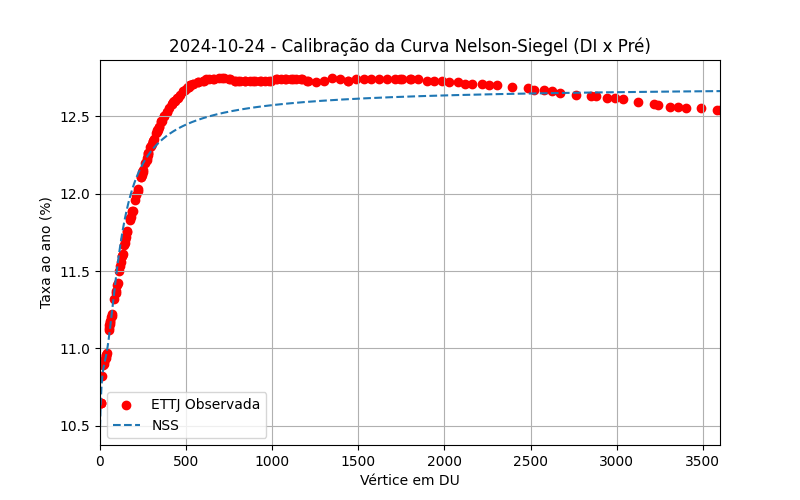 2024-10-24 - Calibração da Curva Nelson-Siegel (DI x Pré)
Taxa ao ano (%)
12.5
12.0
11.5
11.0
10.5
ETTJ Observada
NSS
0 500 1000 1500 2000 2500 3000 3500
Vértice em DU